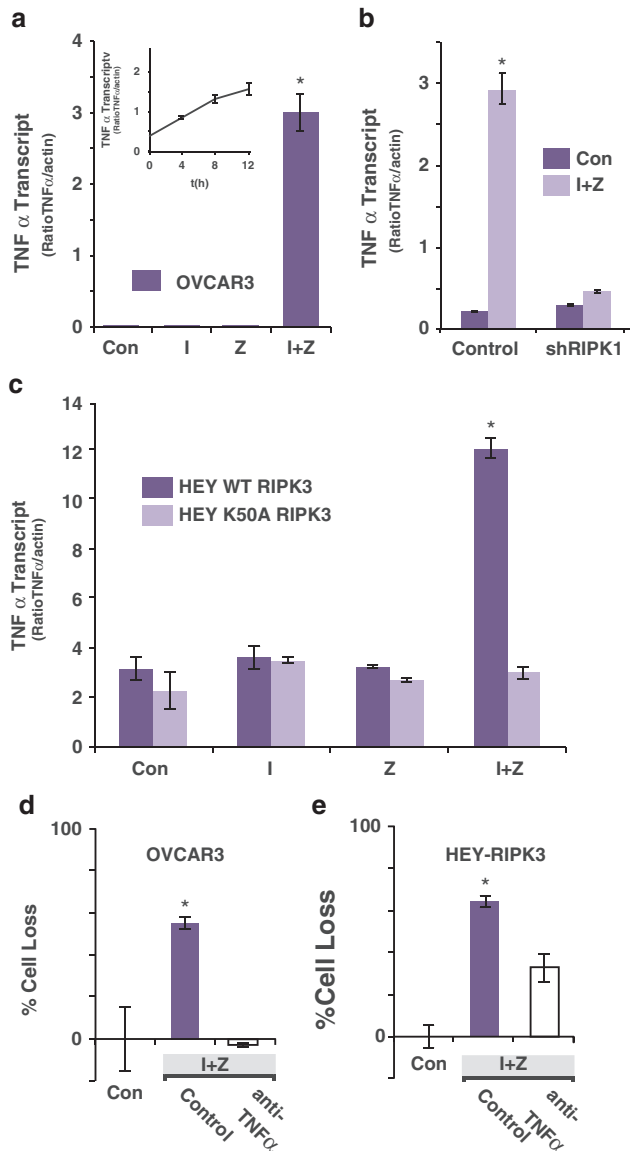 a
TNF α Transcript
(RatioTNFα/actin)
4
3
2
1
0
TNF α Transcriptv
(RatioTNFα/actin)
2
1
0
0
4
8
12
t(h)
*
OVCAR3
Con
I
Z
I+Z
b
TNF α Transcript
(RatioTNFα/actin)
3
2
1
0
*
Con
I+Z
Control
shRIPK1
c
TNF α Transcript
(RatioTNFα/actin)
14
12
10
8
6
4
2
0
HEY WT RIPK3
HEY K50A RIPK3
*
Con
I
Z
I+Z
d
% Cell Loss
100
0
OVCAR3
*
I+Z
Con
Control
anti-
TNFα
e
%Cell Loss
100
0
HEY-RIPK3
*
Con
I+Z
Control
anti-
TNFα